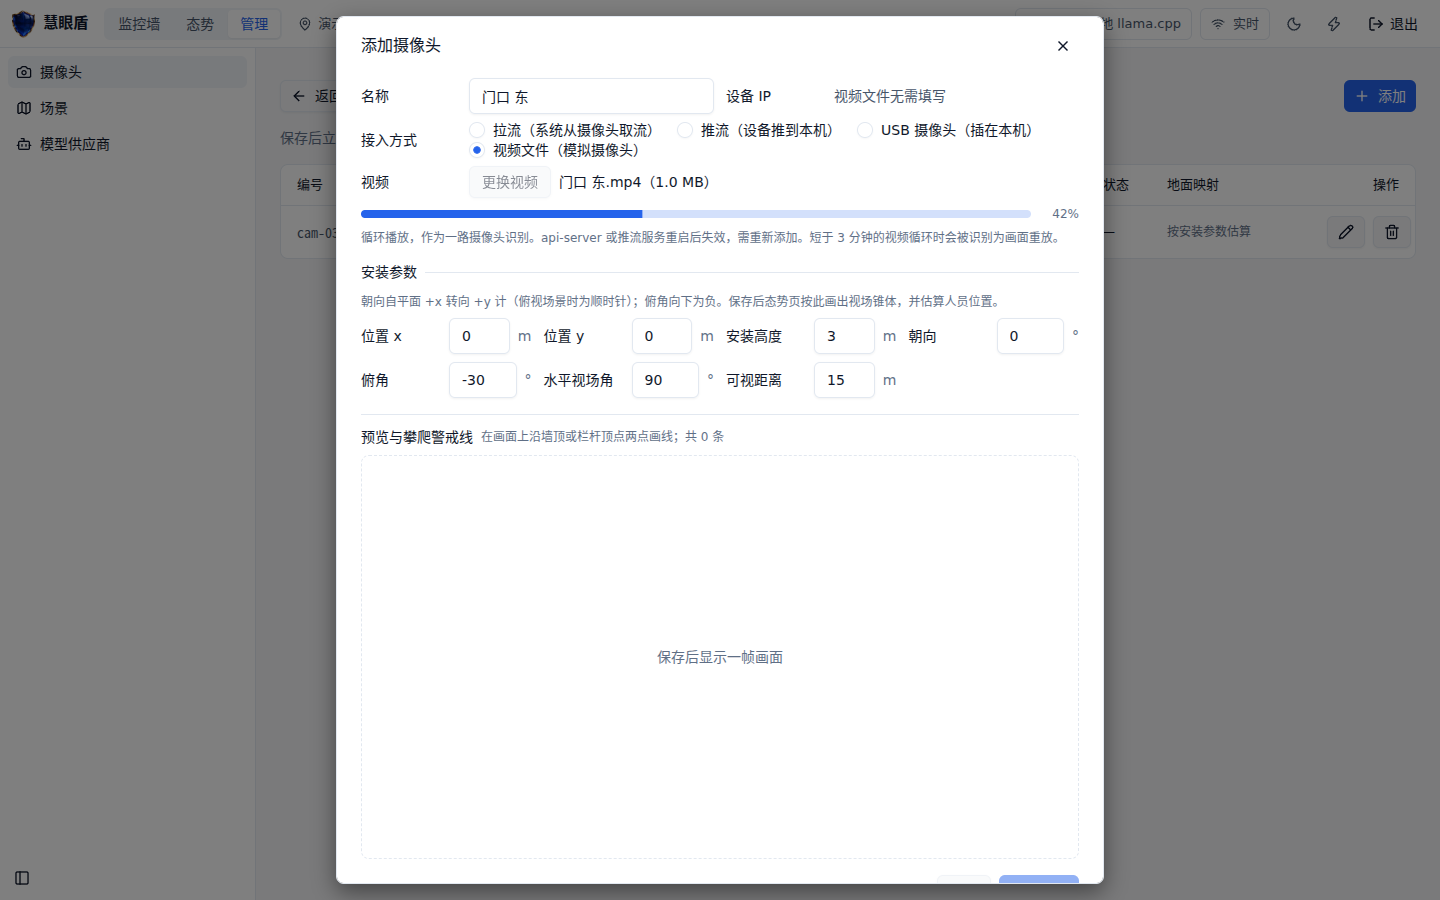 慧眼盾 监控墙 态势 管理 llama.cpp 实时 退出
添加摄像头
摄像头
场景
模型供应商
返回
添加
保存后立
编号 状态 地面映射 操作
cam-03 — 按安装参数估算
名称 门口 东 设备 IP 视频文件无需填写
接入方式 拉流（系统从摄像头取流） 推流（设备推到本机） USB 摄像头（插在本机）
视频文件（模拟摄像头）
视频 更换视频 门口 东.mp4（1.0 MB）
42%
循环播放，作为一路摄像头识别。api-server 或推流服务重启后失效，需重新添加。短于 3 分钟的视频循环时会被识别为画面重放。
安装参数
朝向自平面 +x 转向 +y 计（俯视场景时为顺时针）；俯角向下为负。保存后态势页按此画出视场锥体，并估算人员位置。
位置 x 0 m 位置 y 0 m 安装高度 3 m 朝向 0 °
俯角 -30 ° 水平视场角 90 ° 可视距离 15 m
预览与攀爬警戒线 在画面上沿墙顶或栏杆顶点两点画线；共 0 条
保存后显示一帧画面